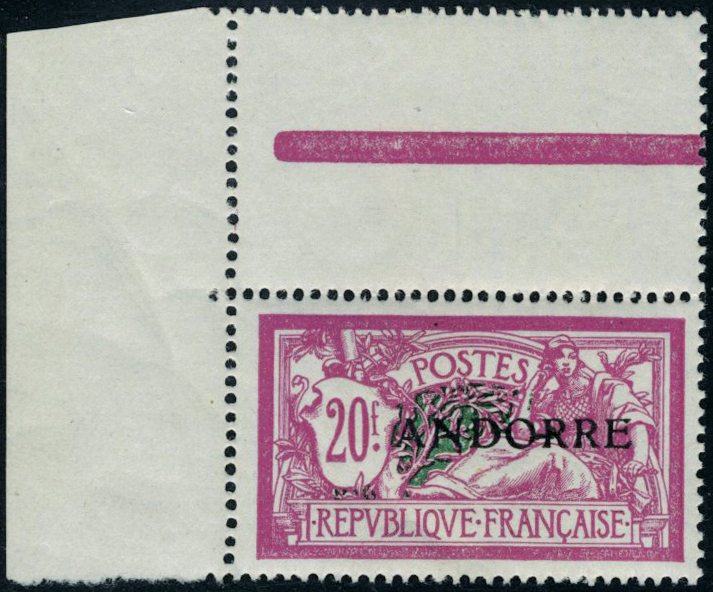 POSTES
20f.
ANDORRE
·REPVBLIQVE·FRANÇAISE·